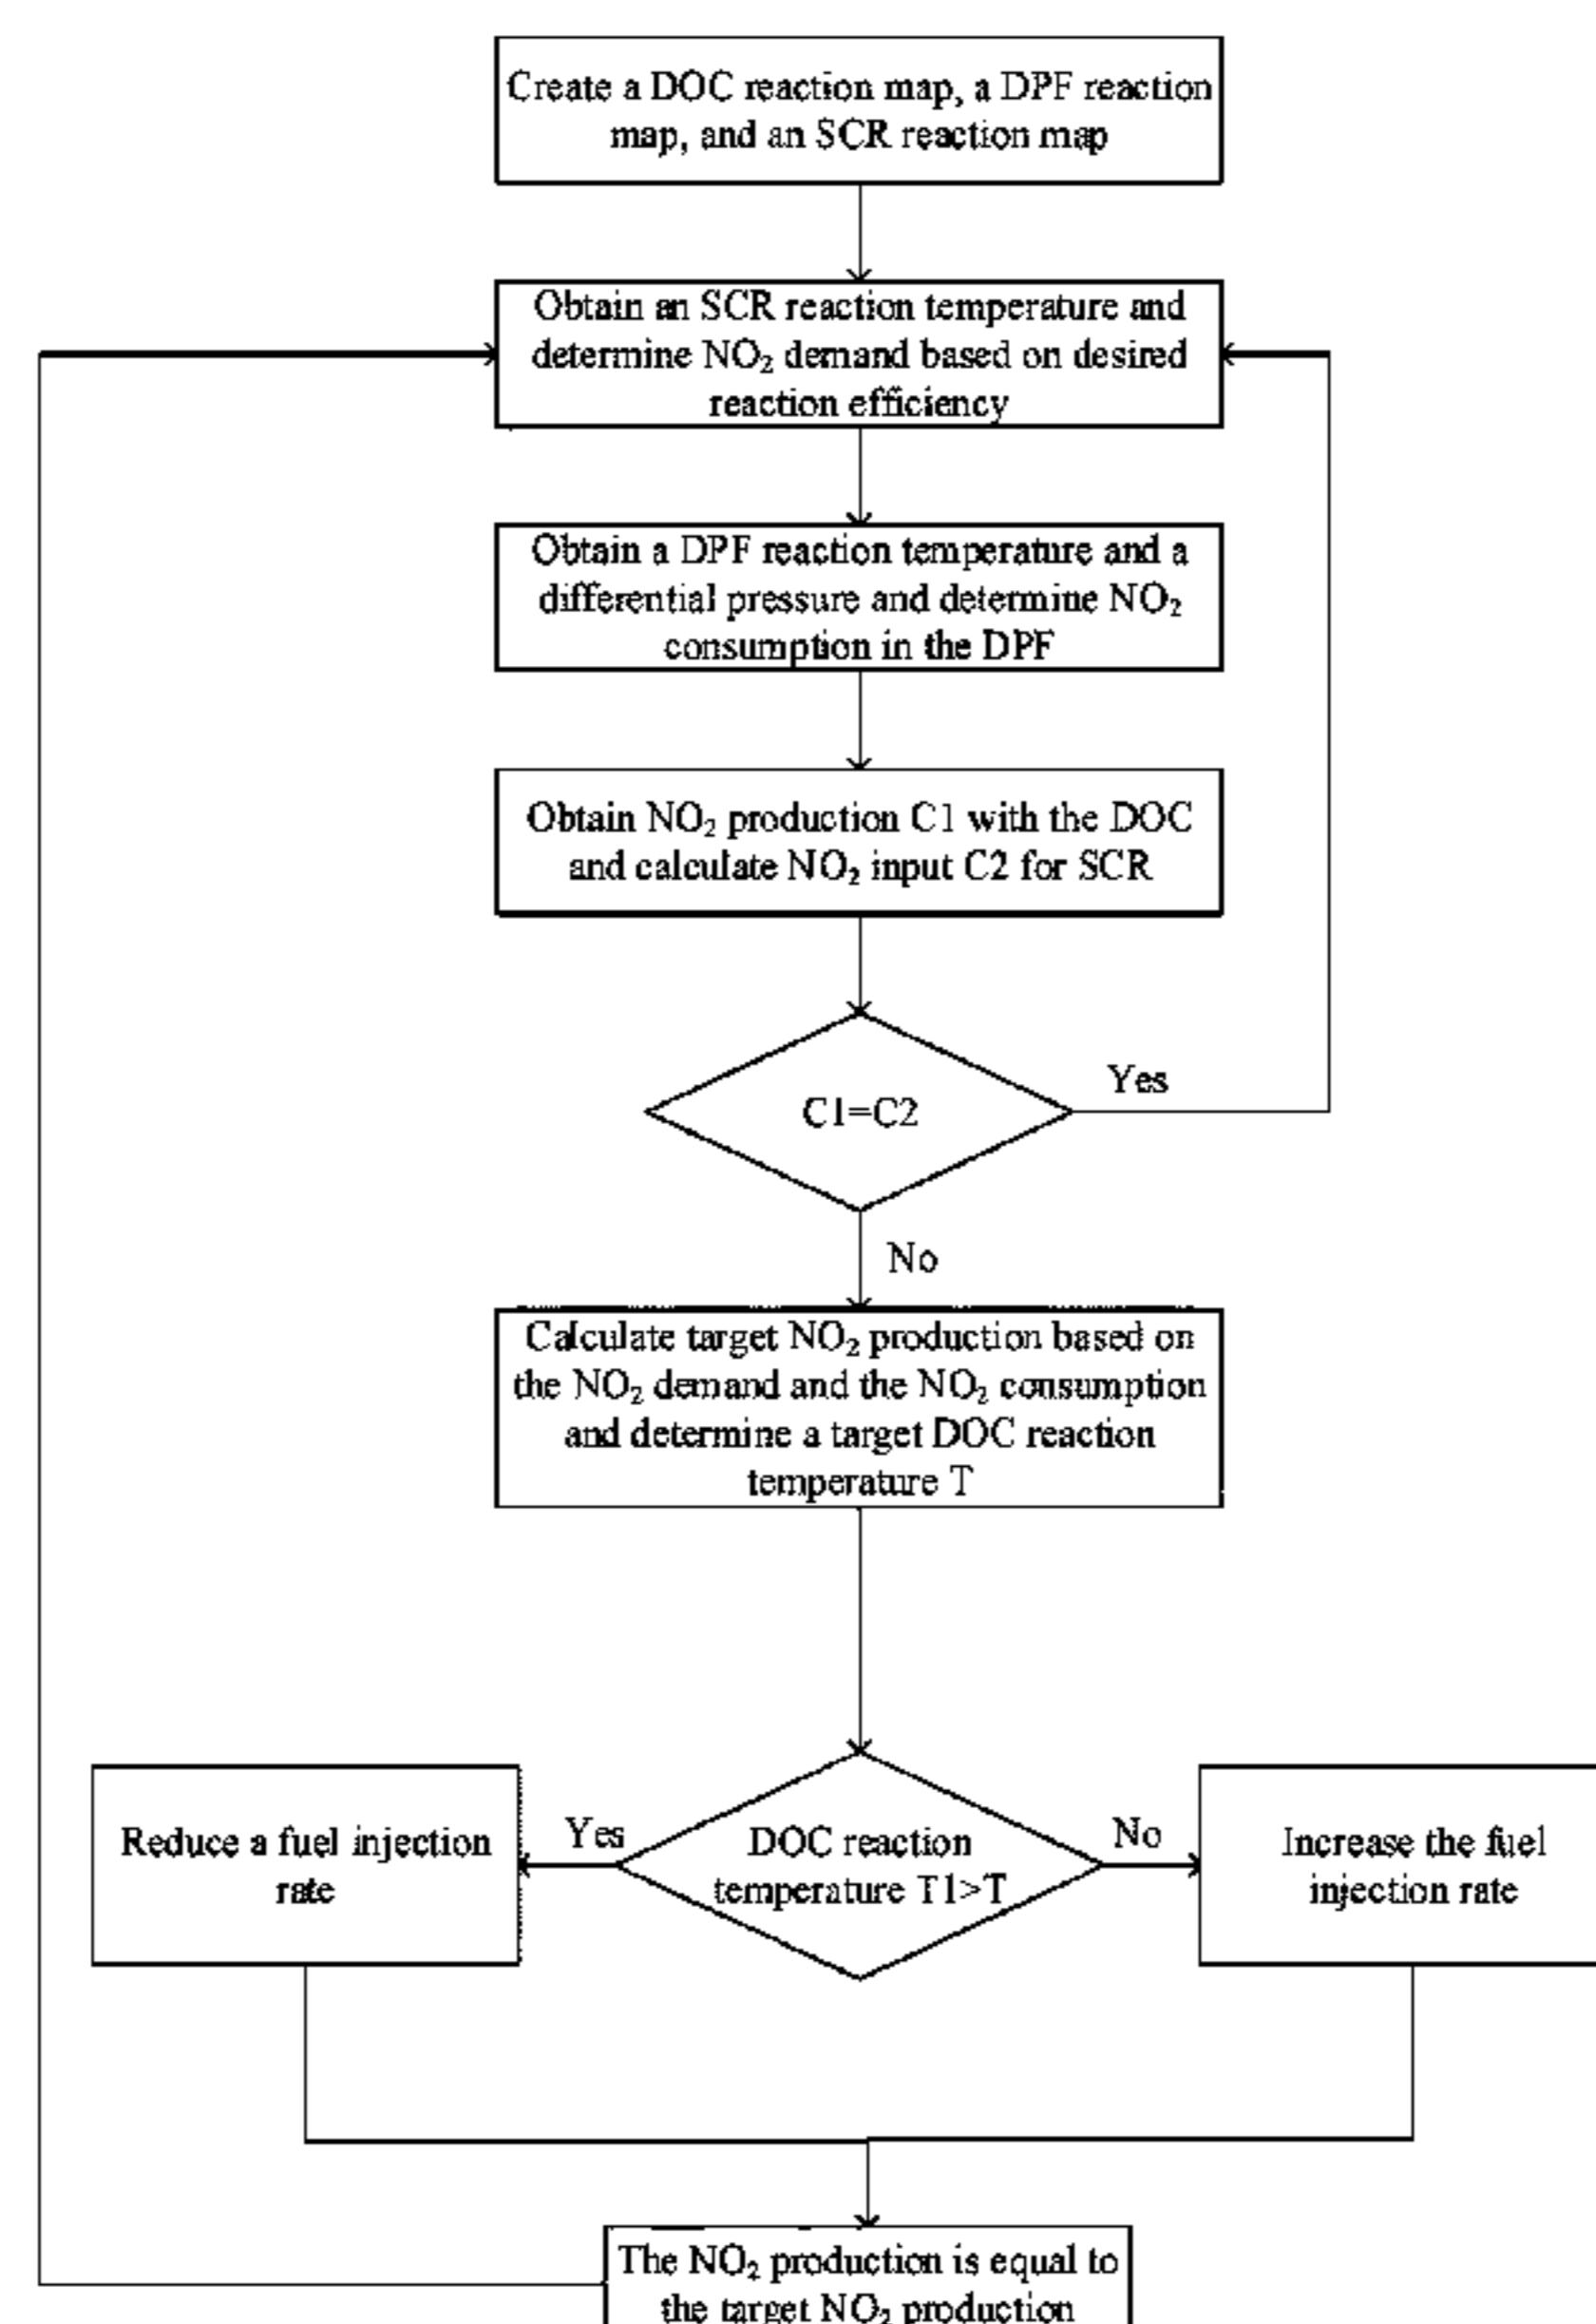 Create a DOC reaction map, a DPF reaction
map, and an SCR reaction map
Obtain an SCR reaction temperature and
determine NO₂ demand based on desired
reaction efficiency
Obtain a DPF reaction temperature and a
differential pressure and determine NO₂
consumption in the DPF
Obtain NO₂ production C1 with the DOC
and calculate NO₂ input C2 for SCR
C1=C2
Yes
No
Calculate target NO₂ production based on
the NO₂ demand and the NO₂ consumption
and determine a target DOC reaction
temperature T
Reduce a fuel injection
rate
Yes
DOC reaction
temperature T1>T
No
Increase the fuel
injection rate
The NO₂ production is equal to
the target NO₂ production